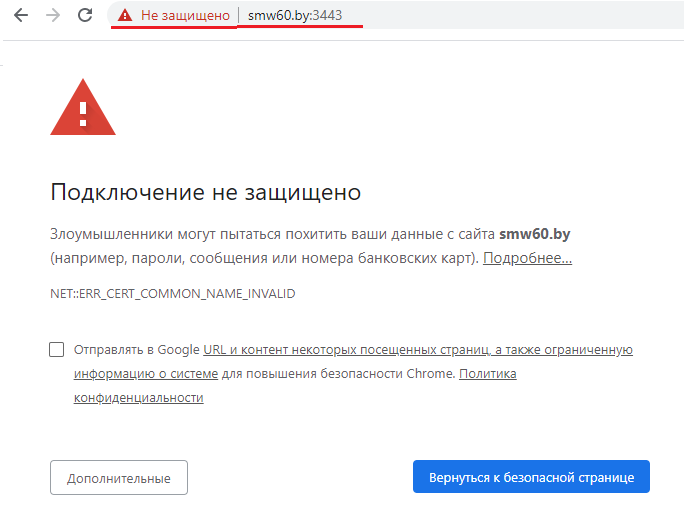 Не защищено smw60.by:3443
Подключение не защищено
Злоумышленники могут пытаться похитить ваши данные с сайта smw60.by
(например, пароли, сообщения или номера банковских карт). Подробнее...
NET::ERR_CERT_COMMON_NAME_INVALID
Отправлять в Google URL и контент некоторых посещенных страниц, а также ограниченную
информацию о системе для повышения безопасности Chrome. Политика
конфиденциальности
Дополнительные Вернуться к безопасной странице